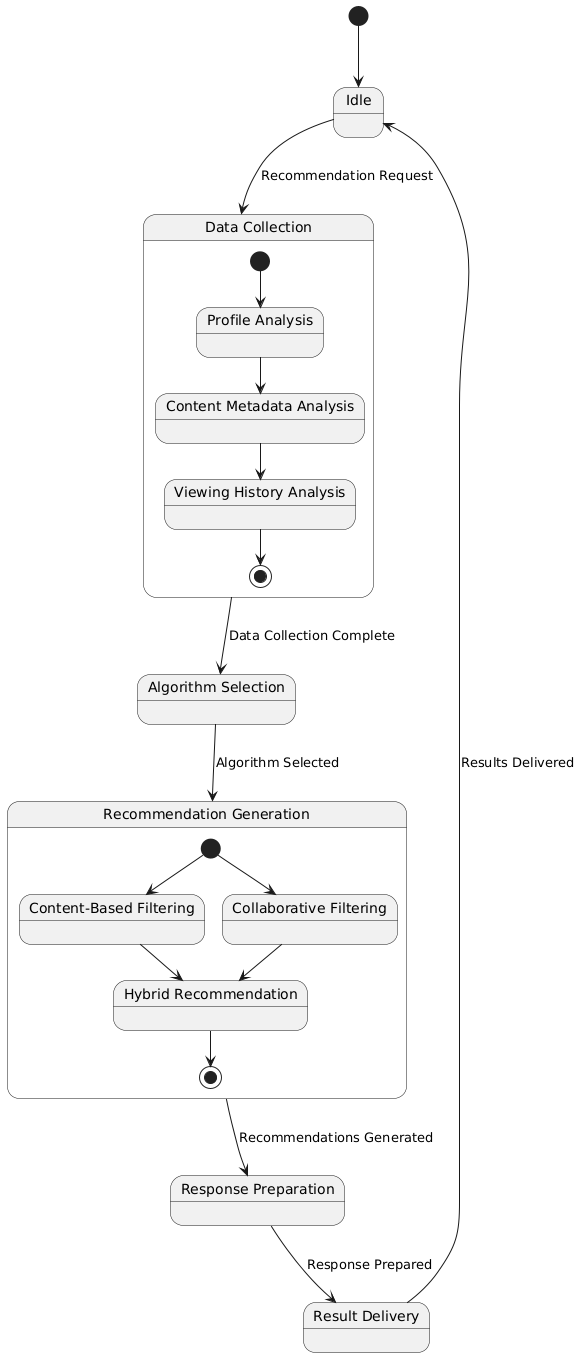 Idle
Recommendation Request
Data Collection
Profile Analysis
Content Metadata Analysis
Viewing History Analysis
Data Collection Complete
Algorithm Selection
Algorithm Selected
Results Delivered
Recommendation Generation
Content-Based Filtering
Collaborative Filtering
Hybrid Recommendation
Recommendations Generated
Response Preparation
Response Prepared
Result Delivery